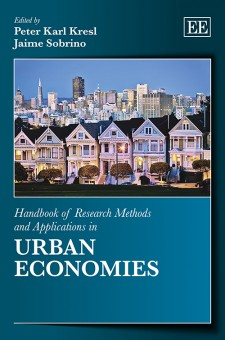 Edited by
Peter Karl Kresl
Jaime Sobrino
EE
Handbook of Research Methods
and Applications in
URBAN
ECONOMIES